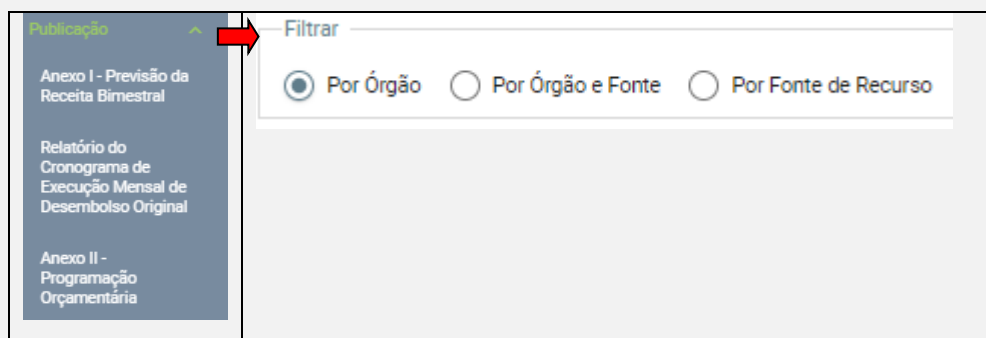 Publicação
Anexo I - Previsão da
Receita Bimestral
Relatório do
Cronograma de
Execução Mensal de
Desembolso Original
Anexo II -
Programação
Orçamentária
Filtrar
Por Órgão Por Órgão e Fonte Por Fonte de Recurso